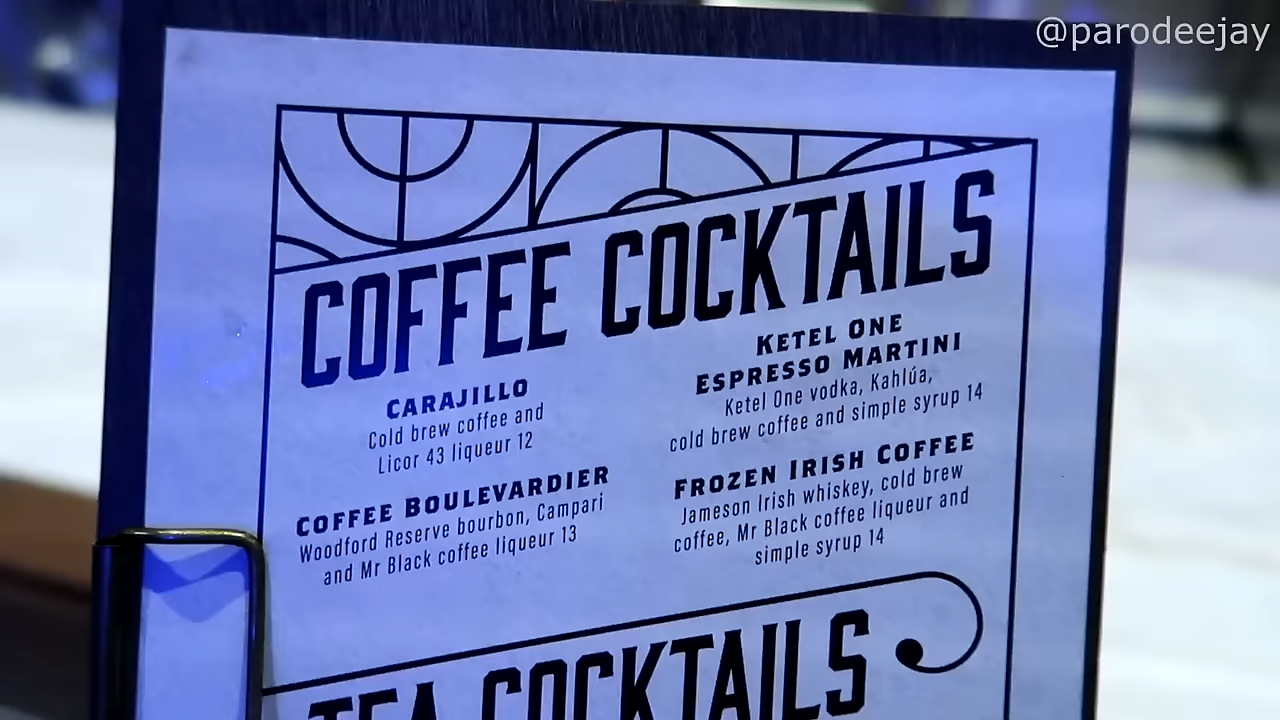 @parodeejay
COFFEE COCKTAILS
CARAJILLO
Cold brew coffee and
Licor 43 liqueur 12
COFFEE BOULEVARDIER
Woodford Reserve bourbon, Campari
and Mr Black coffee liqueur 13
KETEL ONE
ESPRESSO MARTINI
Ketel One vodka, Kahlúa,
cold brew coffee and simple syrup 14
FROZEN IRISH COFFEE
Jameson Irish whiskey, cold brew
coffee, Mr Black coffee liqueur and
simple syrup 14
TEA COCKTAILS